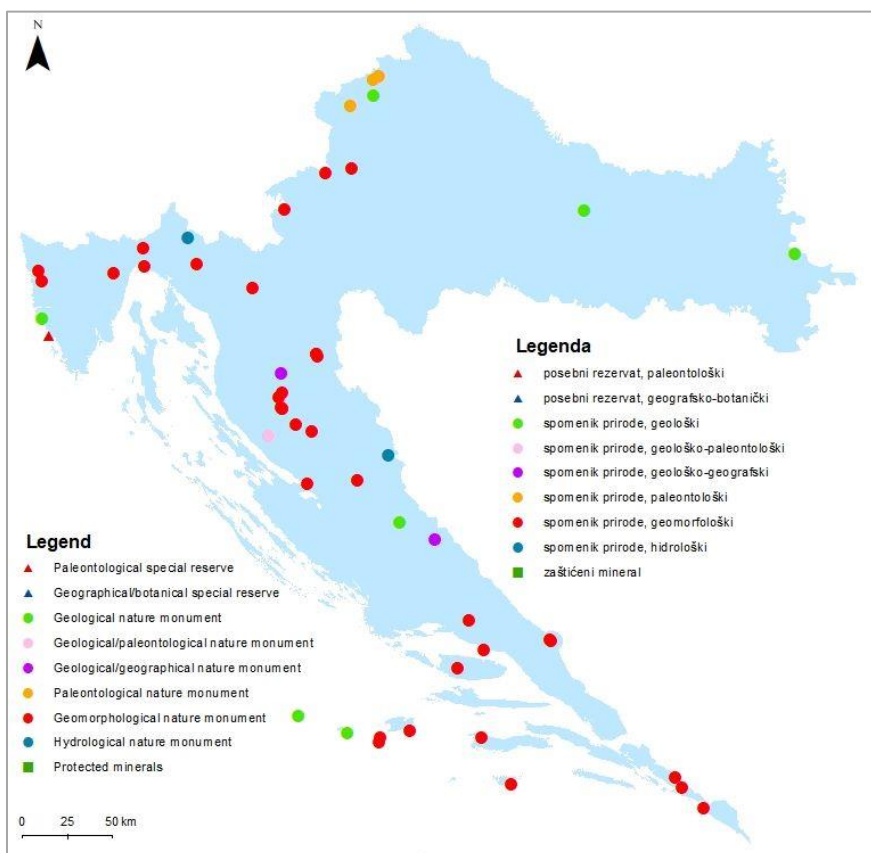 N
Legenda
posebni rezervat, paleontološki
posebni rezervat, geografsko-botanički
spomenik prirode, geološki
spomenik prirode, geološko-paleontološki
spomenik prirode, geološko-geografski
spomenik prirode, paleontološki
spomenik prirode, geomorfološki
spomenik prirode, hidrološki
zaštićeni mineral
Legend
Paleontological special reserve
Geographical/botanical special reserve
Geological nature monument
Geological/paleontological nature monument
Geological/geographical nature monument
Paleontological nature monument
Geomorphological nature monument
Hydrological nature monument
Protected minerals
0 25 50 km